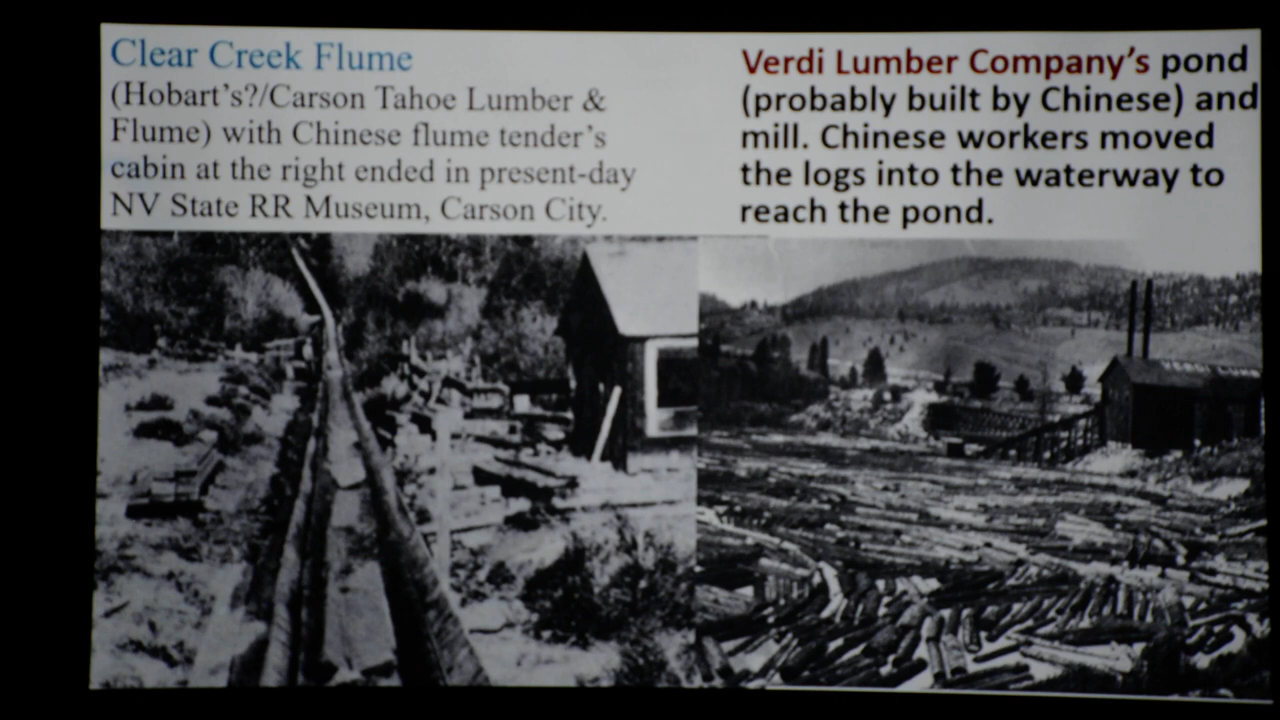 Clear Creek Flume
(Hobart's?/Carson Tahoe Lumber &
Flume) with Chinese flume tender's
cabin at the right ended in present-day
NV State RR Museum, Carson City.
Verdi Lumber Company's pond
(probably built by Chinese) and
mill. Chinese workers moved
the logs into the waterway to
reach the pond.
VERDI LUM